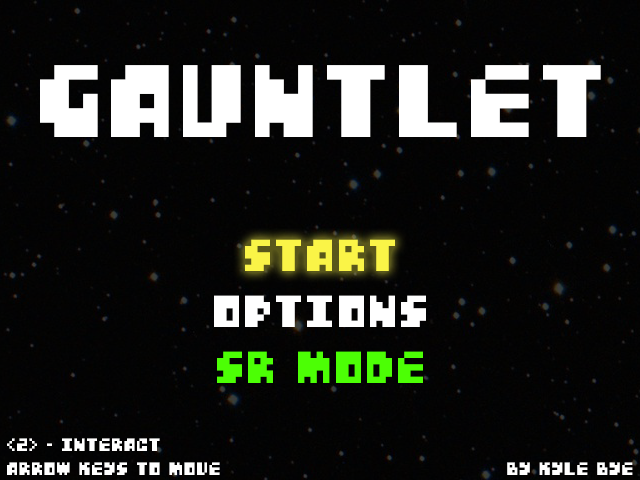 GAUNTLET
START
OPTIONS
SR MODE
<Z> - INTERACT
ARROW KEYS TO MOVE
BY KYLE BYE